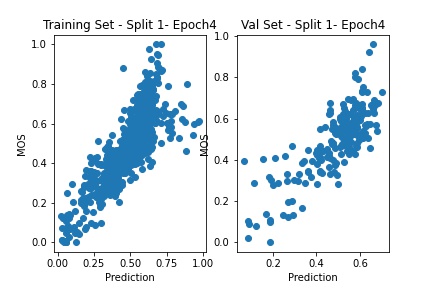 Training Set - Split 1- Epoch4
1.0
0.8
0.6
0.4
0.2
0.0
MOS
0.00 0.25 0.50 0.75 1.00
Prediction
Val Set - Split 1- Epoch4
1.0
0.8
0.6
0.4
0.2
0.0
MOS
0.2 0.4 0.6
Prediction